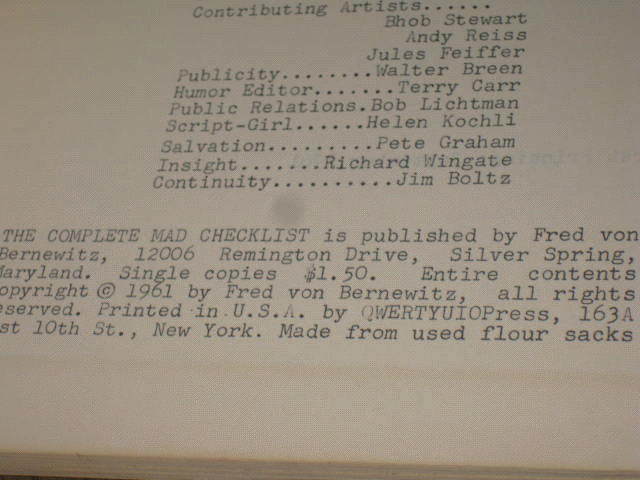 Contributing Artists......
Bhob Stewart
Andy Reiss
Jules Feiffer
Publicity........Walter Breen
Humor Editor.......Terry Carr
Public Relations.Bob Lichtman
Script-Girl......Helen Kochli
Salvation.........Pete Graham
Insight.......Richard Wingate
Continuity..........Jim Boltz
THE COMPLETE MAD CHECKLIST is published by Fred von
Bernewitz, 12006 Remington Drive, Silver Spring,
Maryland. Single copies $1.50. Entire contents
opyright © 1961 by Fred von Bernewitz, all rights
eserved. Printed in U.S.A. by QWERTYUIOPress, 163A
st 10th St., New York. Made from used flour sacks